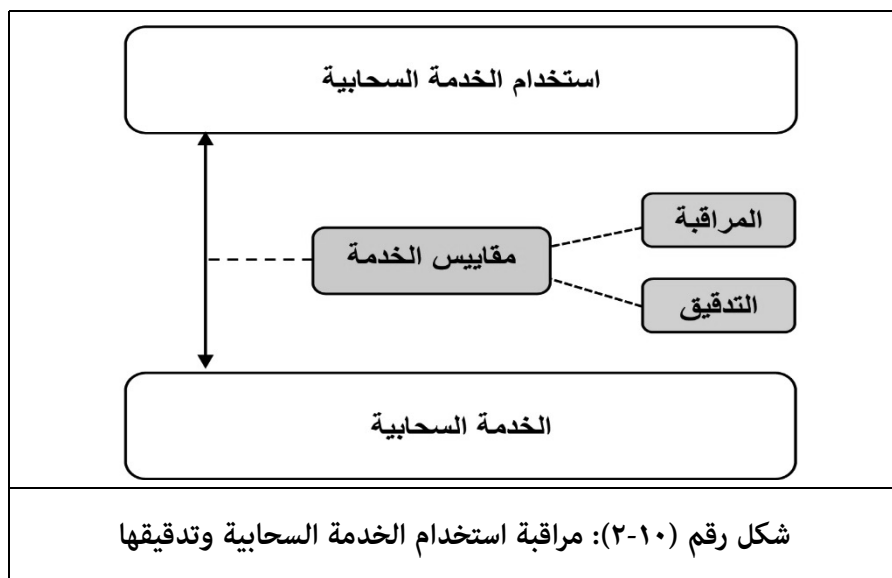 استخدام الخدمة السحابية
المراقبة
مقاييس الخدمة
التدقيق
الخدمة السحابية
شكل رقم (١٠-٢): مراقبة استخدام الخدمة السحابية وتدقيقها